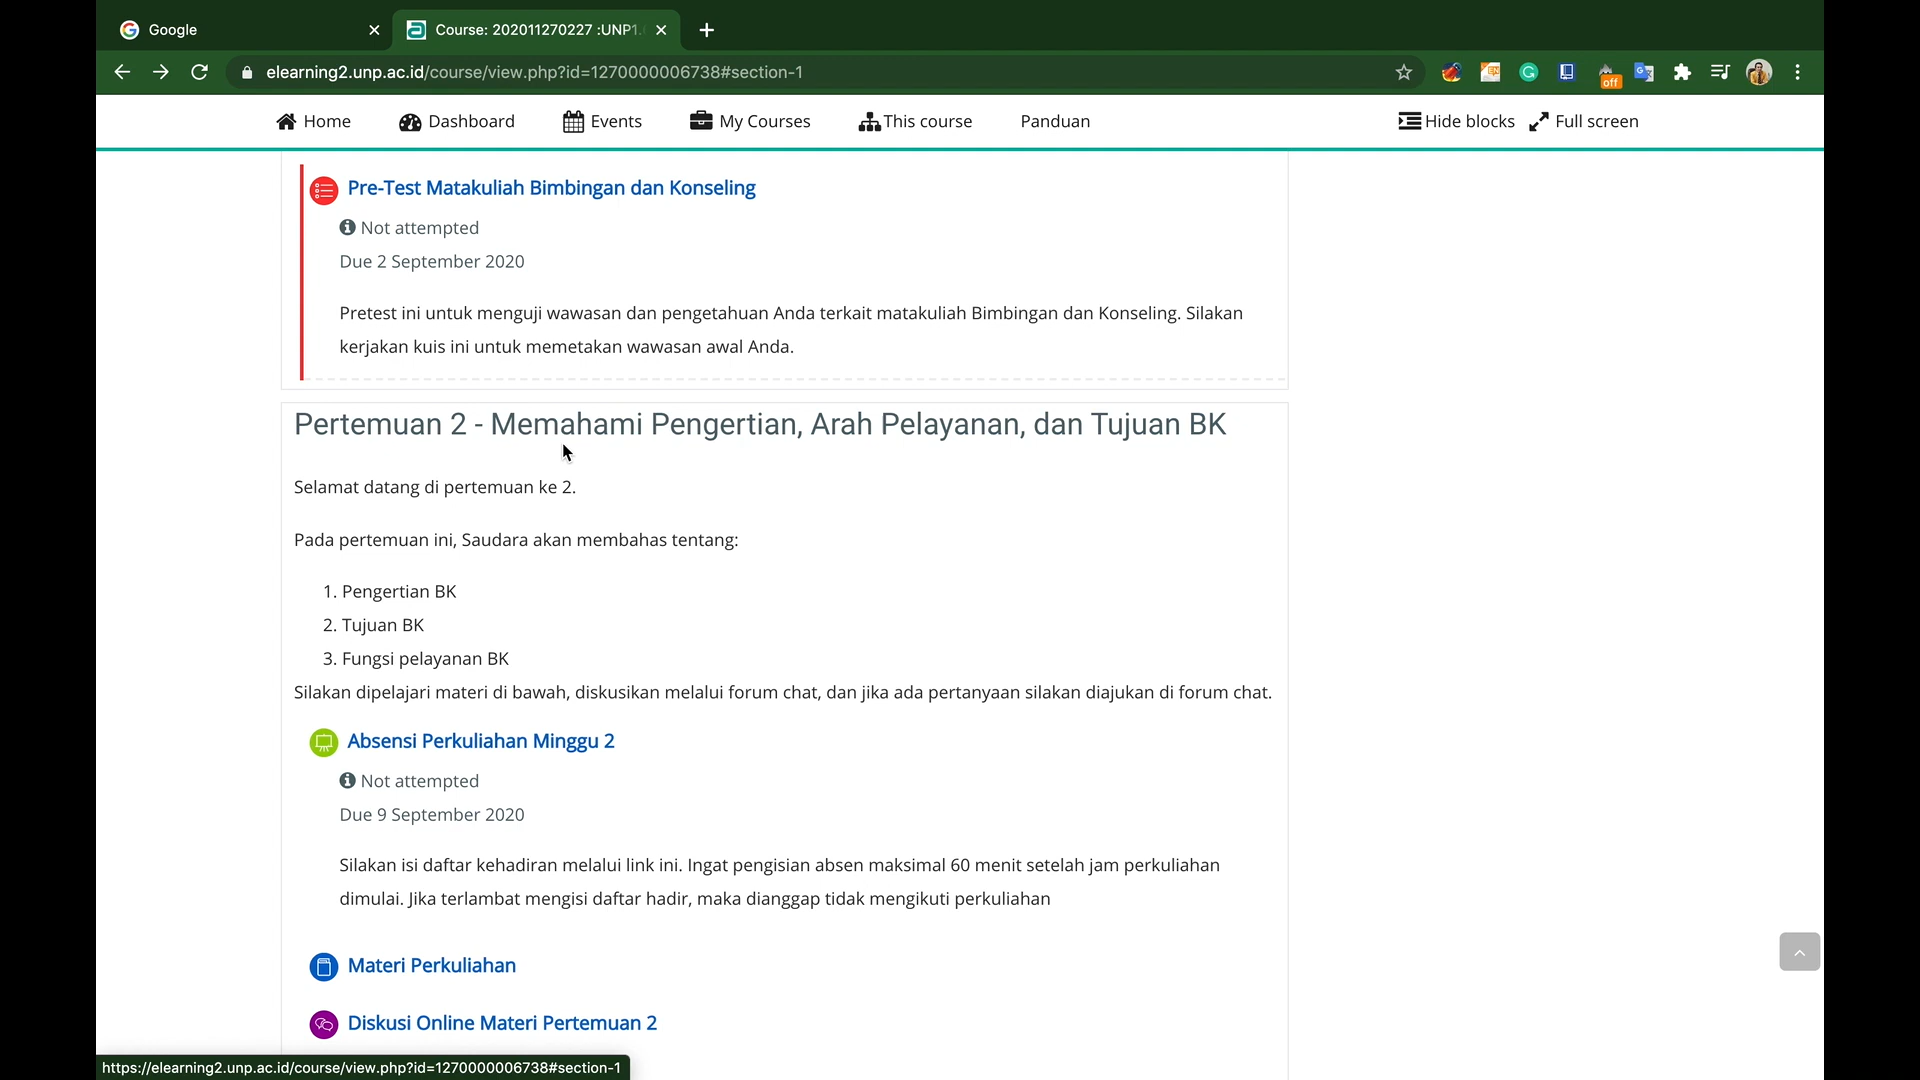 Google
Course: 202011270227 :UNP1.
elearning2.unp.ac.id/course/view.php?id=1270000006738#section-1
off
Home
Dashboard
Events
My Courses
This course
Panduan
Hide blocks
Full screen
Pre-Test Matakuliah Bimbingan dan Konseling
Not attempted
Due 2 September 2020
Pretest ini untuk menguji wawasan dan pengetahuan Anda terkait matakuliah Bimbingan dan Konseling. Silakan
kerjakan kuis ini untuk memetakan wawasan awal Anda.
Pertemuan 2 - Memahami Pengertian, Arah Pelayanan, dan Tujuan BK
Selamat datang di pertemuan ke 2.
Pada pertemuan ini, Saudara akan membahas tentang:
1. Pengertian BK
2. Tujuan BK
3. Fungsi pelayanan BK
Silakan dipelajari materi di bawah, diskusikan melalui forum chat, dan jika ada pertanyaan silakan diajukan di forum chat.
Absensi Perkuliahan Minggu 2
Not attempted
Due 9 September 2020
Silakan isi daftar kehadiran melalui link ini. Ingat pengisian absen maksimal 60 menit setelah jam perkuliahan
dimulai. Jika terlambat mengisi daftar hadir, maka dianggap tidak mengikuti perkuliahan
Materi Perkuliahan
Diskusi Online Materi Pertemuan 2
https://elearning2.unp.ac.id/course/view.php?id=1270000006738#section-1